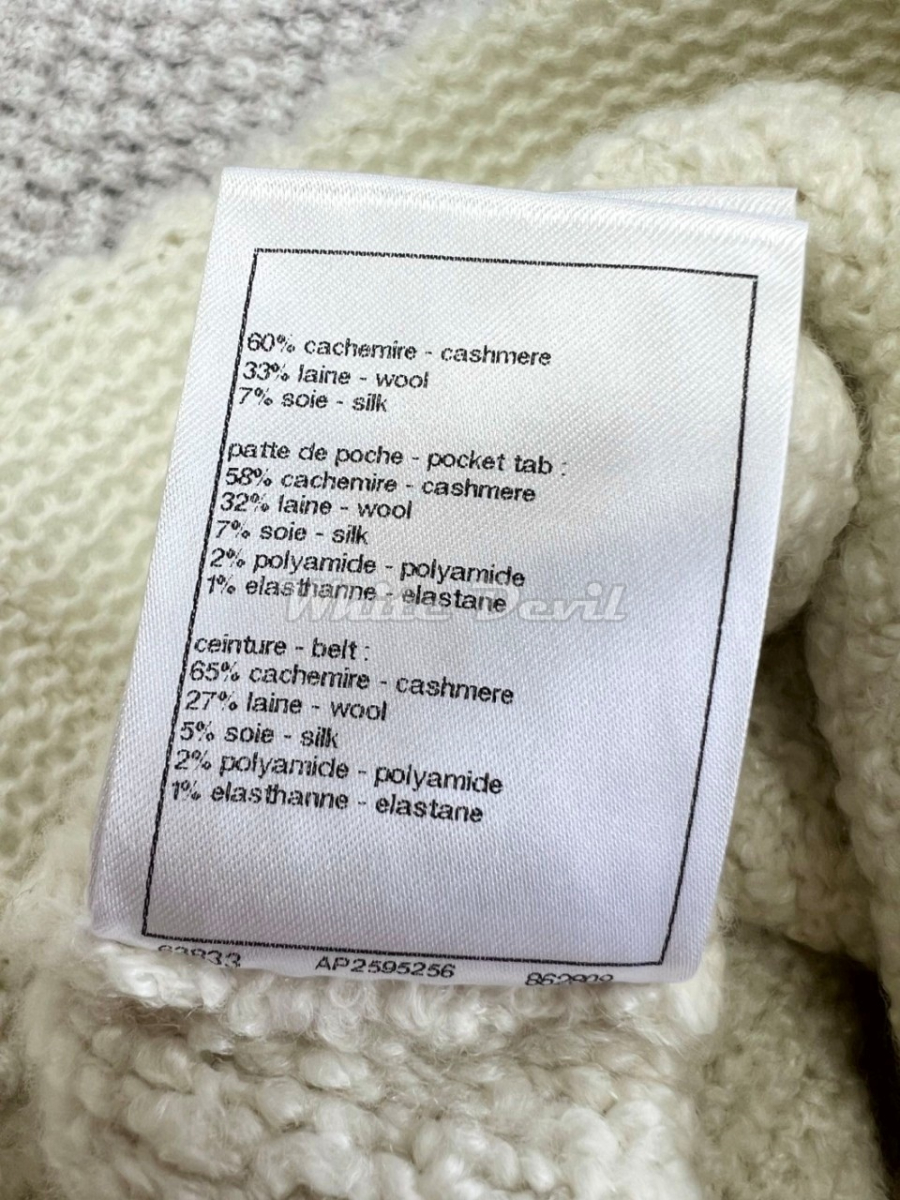 60% cachemire - cashmere
33% laine - wool
7% soie - silk
patte de poche - pocket tab :
58% cachemire - cashmere
32% laine - wool
7% soie - silk
2% polyamide - polyamide
1% elasthanne - elastane
White Devil
ceinture - belt :
65% cachemire - cashmere
27% laine - wool
5% soie - silk
2% polyamide - polyamide
1% elasthanne - elastane
AP2595256